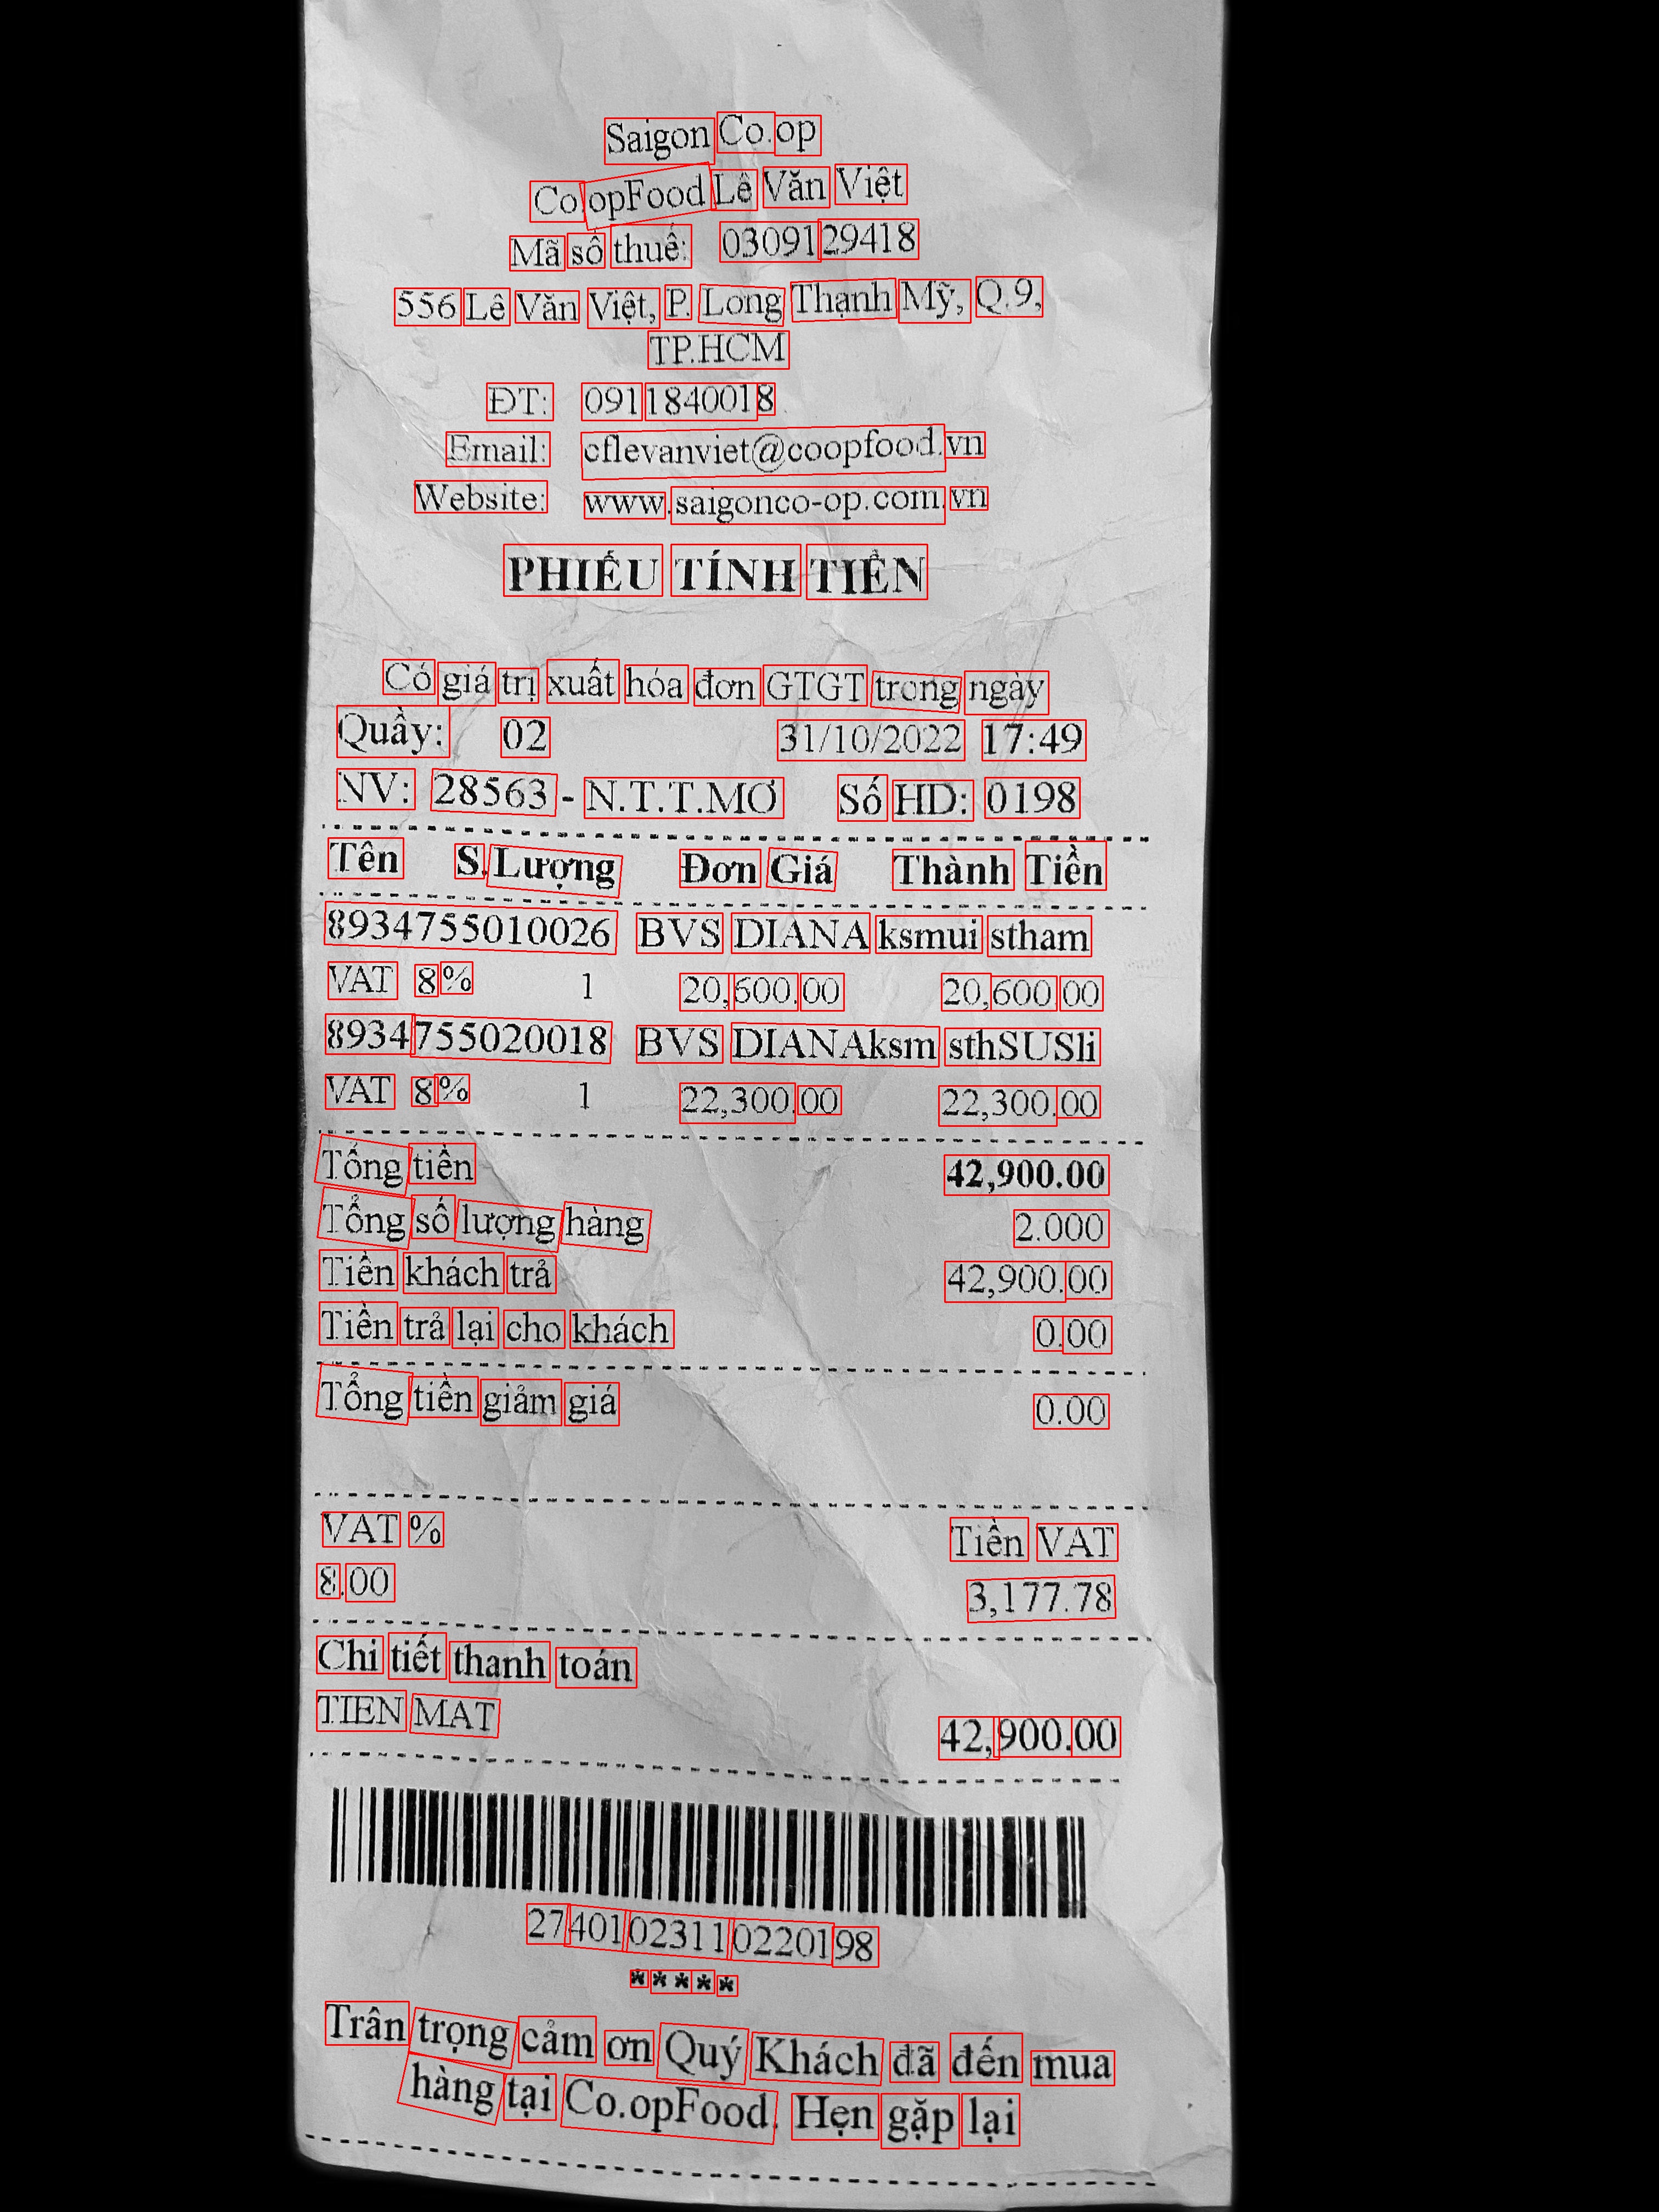 Saigon Co.op
Co.opFood Lê Văn Việt
Mã số thuế: 0309129418
556 Lê Văn Việt, P. Long Thạnh Mỹ, Q.9,
TP.HCM
ĐT: 0911840018
Email: cflevanviet@coopfood.vn
Website: www.saigonco-op.com.vn
PHIẾU TÍNH TIỀN
Có giá trị xuất hóa đơn GTGT trong ngày
Quầy: 02 31/10/2022 17:49
NV: 28563 - N.T.T.MƠ Số HD: 0198
Tên S.Lượng Đơn Giá Thành Tiền
8934755010026 BVS DIANA ksmui stham
VAT 8% 1 20,600.00 20,600.00
8934755020018 BVS DIANAksm sthSUSli
VAT 8% 1 22,300.00 22,300.00
Tổng tiền 42,900.00
Tổng số lượng hàng 2.000
Tiền khách trả 42,900.00
Tiền trả lại cho khách 0.00
Tổng tiền giảm giá 0.00
VAT % Tiền VAT
8.00 3,177.78
Chi tiết thanh toán
TIEN MAT 42,900.00
27401023110220198
*****
Trân trọng cảm ơn Quý Khách đã đến mua
hàng tại Co.opFood. Hẹn gặp lại